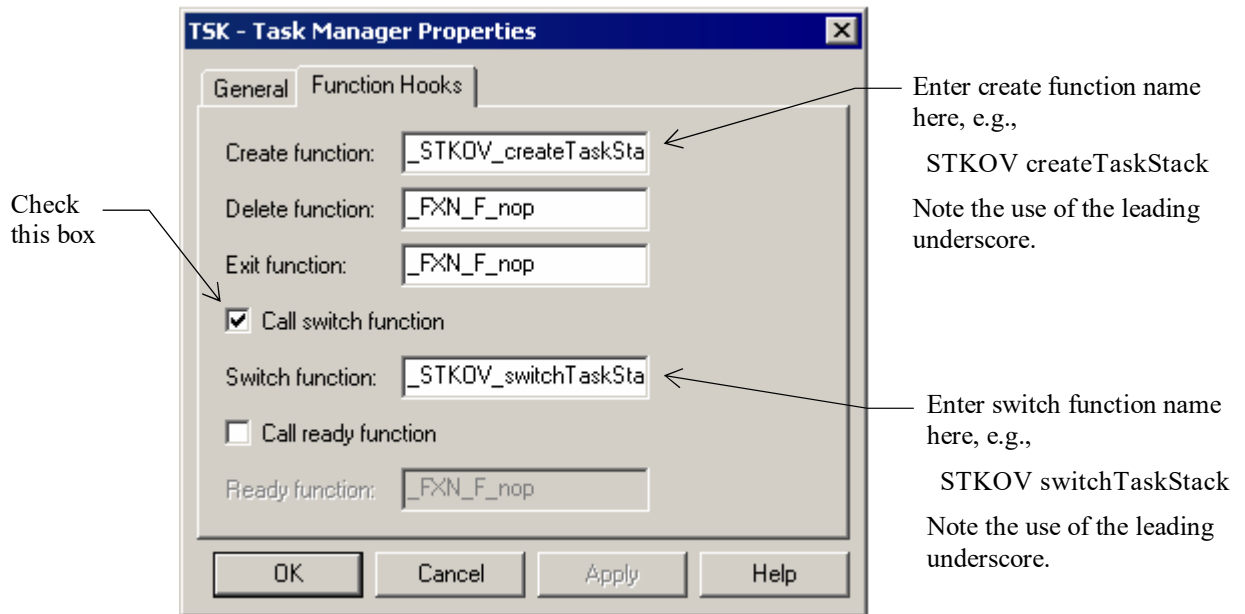 TSK - Task Manager Properties
General
Function Hooks
Create function:
_STKOV_createTaskSta
Delete function:
_FXN_F_nop
Exit function:
_FXN_F_nop
Call switch function
Switch function:
_STKOV_switchTaskSta
Call ready function
Ready function:
_FXN_F_nop
OK
Cancel
Apply
Help
Check
this box
Enter create function name
here, e.g.,
STKOV createTaskStack
Note the use of the leading
underscore.
Enter switch function name
here, e.g.,
STKOV switchTaskStack
Note the use of the leading
underscore.